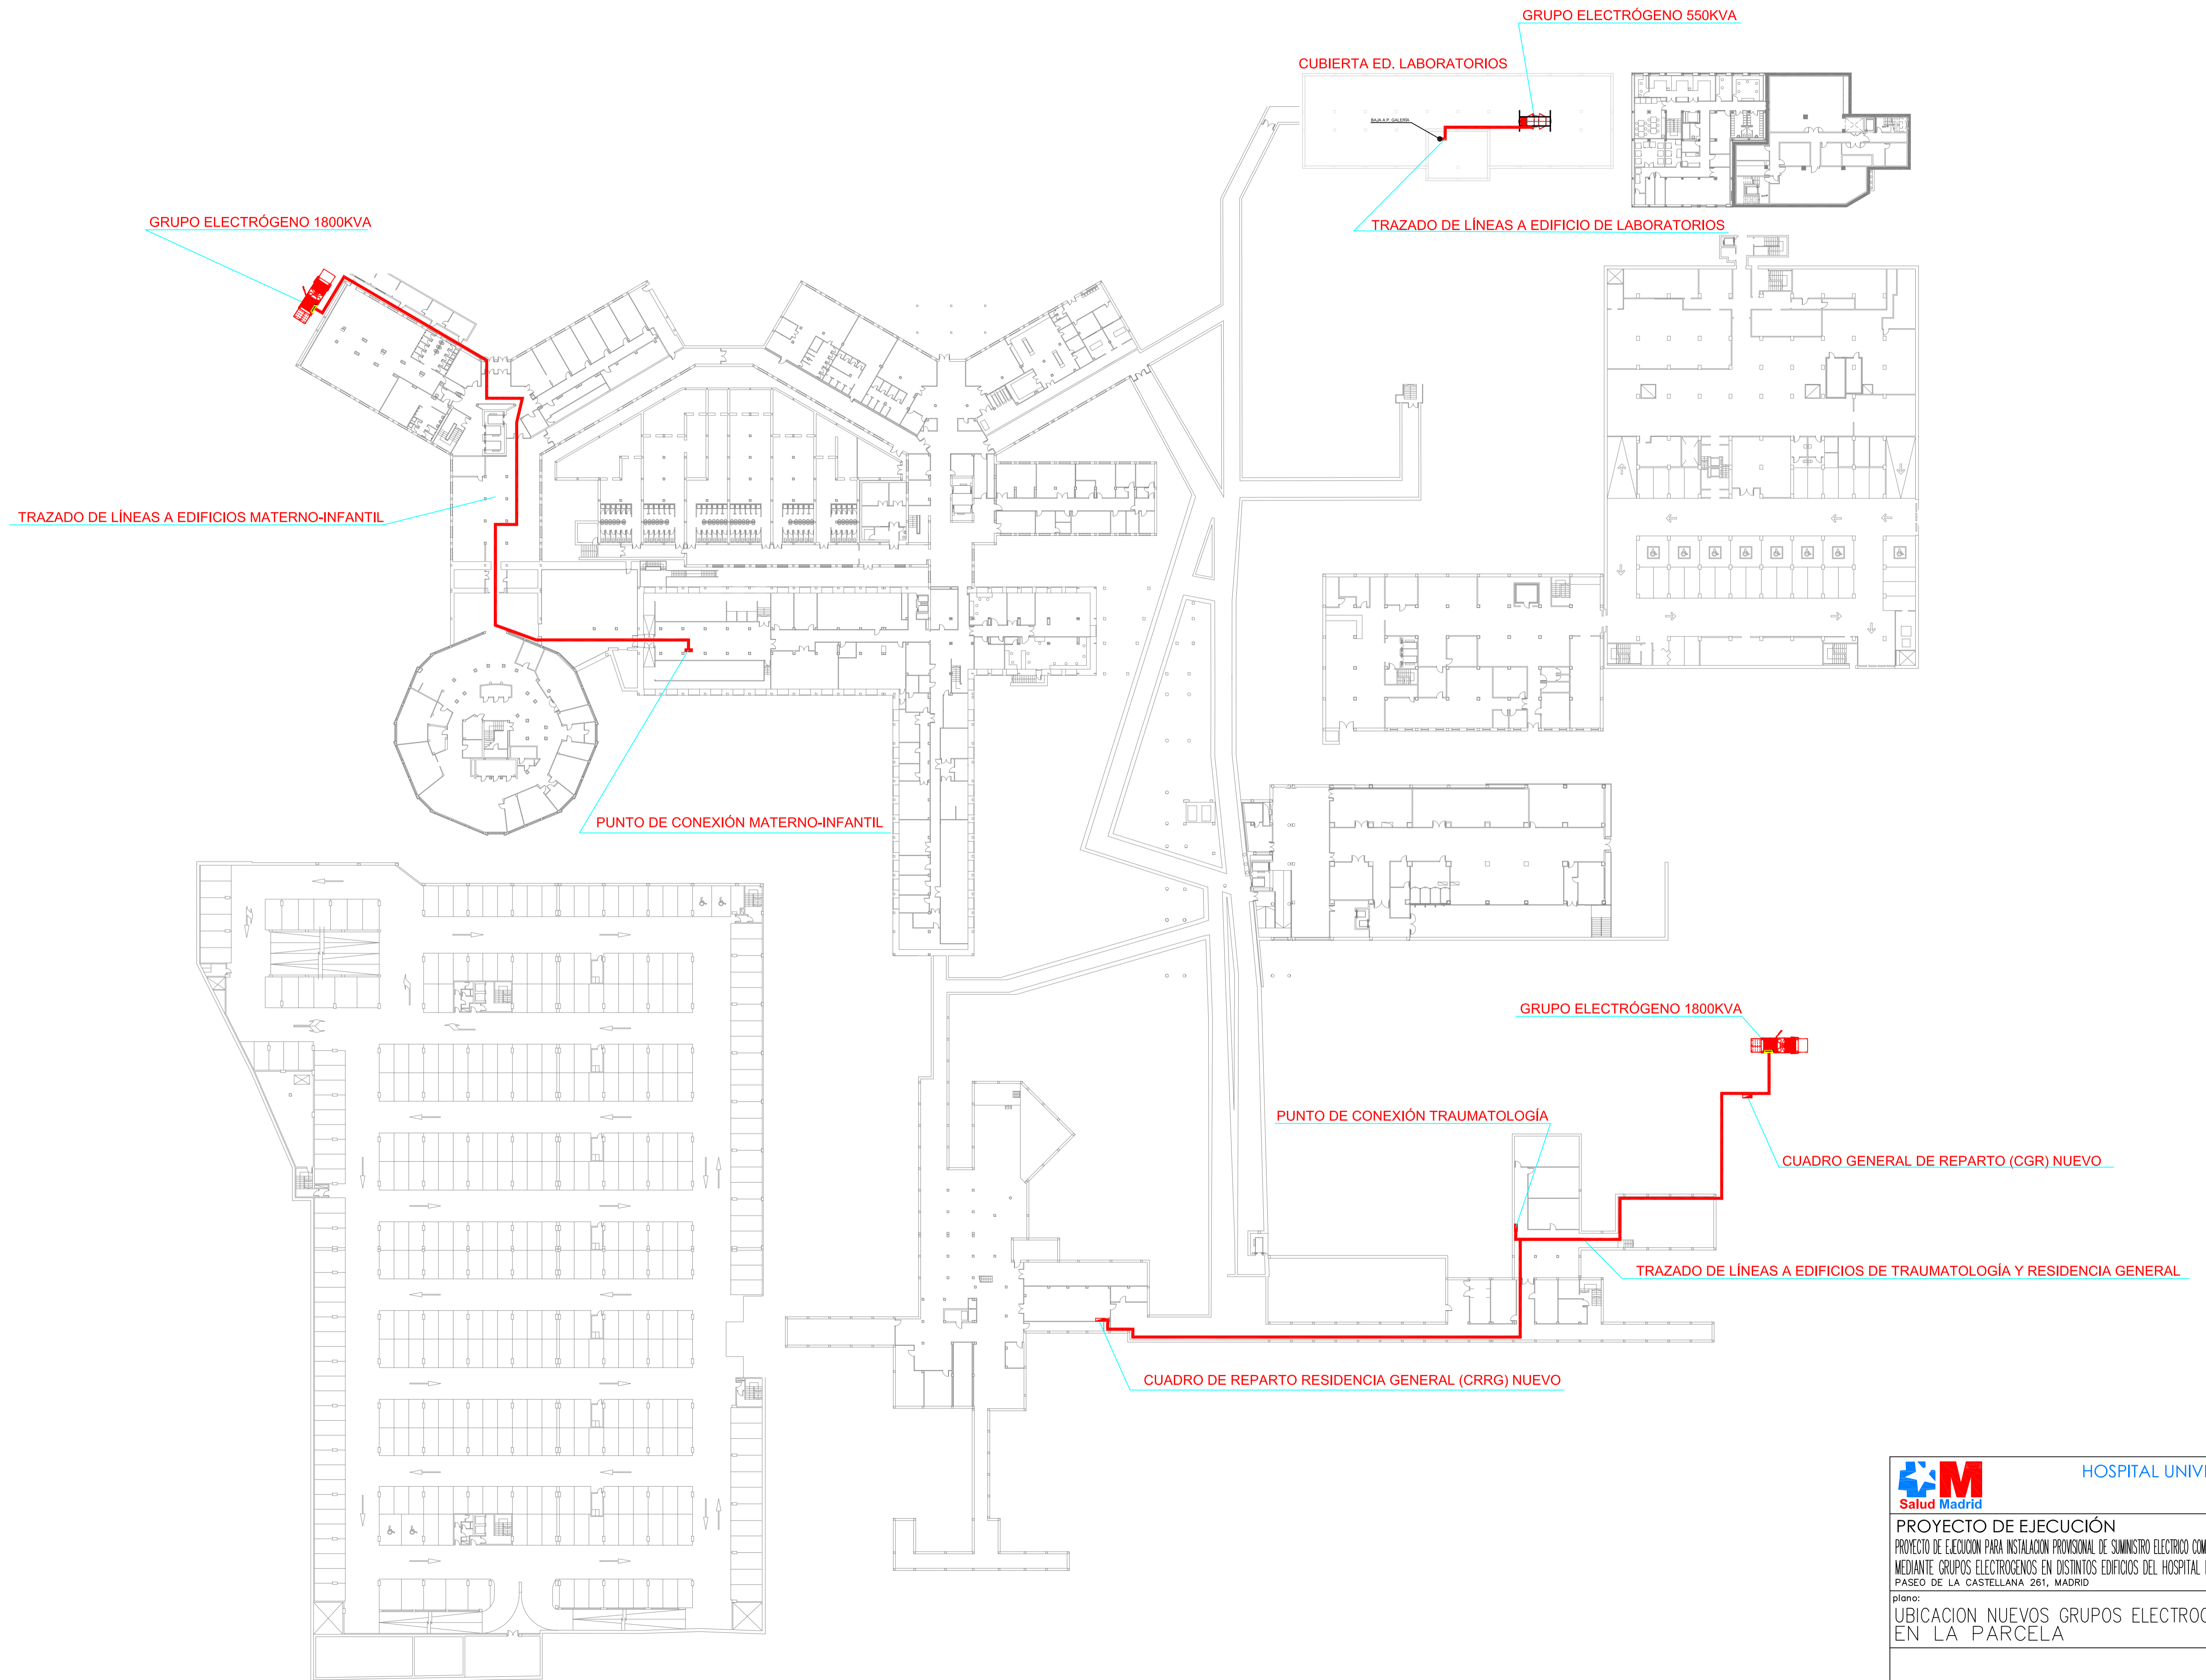 GRUPO ELECTRÓGENO 550KVA
CUBIERTA ED. LABORATORIOS
BAJA A P. GALERÍA
GRUPO ELECTRÓGENO 1800KVA
TRAZADO DE LÍNEAS A EDIFICIO DE LABORATORIOS
TRAZADO DE LÍNEAS A EDIFICIOS MATERNO-INFANTIL
PUNTO DE CONEXIÓN MATERNO-INFANTIL
GRUPO ELECTRÓGENO 1800KVA
PUNTO DE CONEXIÓN TRAUMATOLOGÍA
CUADRO GENERAL DE REPARTO (CGR) NUEVO
TRAZADO DE LÍNEAS A EDIFICIOS DE TRAUMATOLOGÍA Y RESIDENCIA GENERAL
CUADRO DE REPARTO RESIDENCIA GENERAL (CRRG) NUEVO
M
Salud Madrid
HOSPITAL UNIV
PROYECTO DE EJECUCIÓN
PROYECTO DE EJECUCION PARA INSTALACION PROVISIONAL DE SUMINISTRO ELECTRICO COM
MEDIANTE GRUPOS ELECTROGENOS EN DISTINTOS EDIFICIOS DEL HOSPITAL
PASEO DE LA CASTELLANA 261, MADRID
plano:
UBICACION NUEVOS GRUPOS ELECTROG
EN LA PARCELA